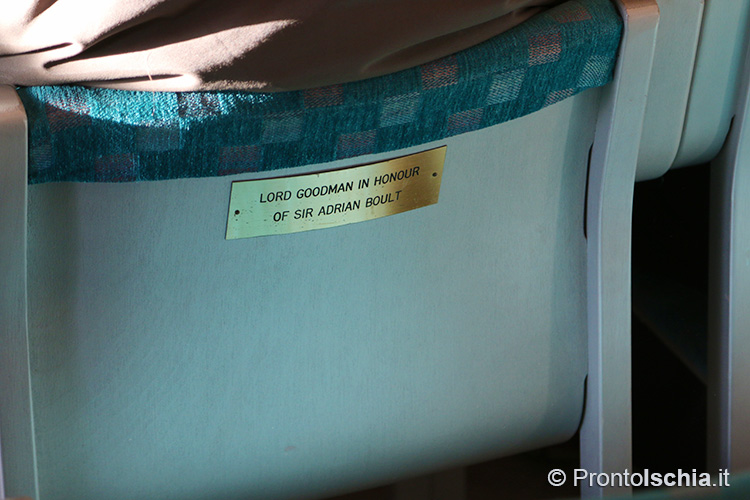 LORD GOODMAN IN HONOUR
OF SIR ADRIAN BOULT
© ProntoIschia.it